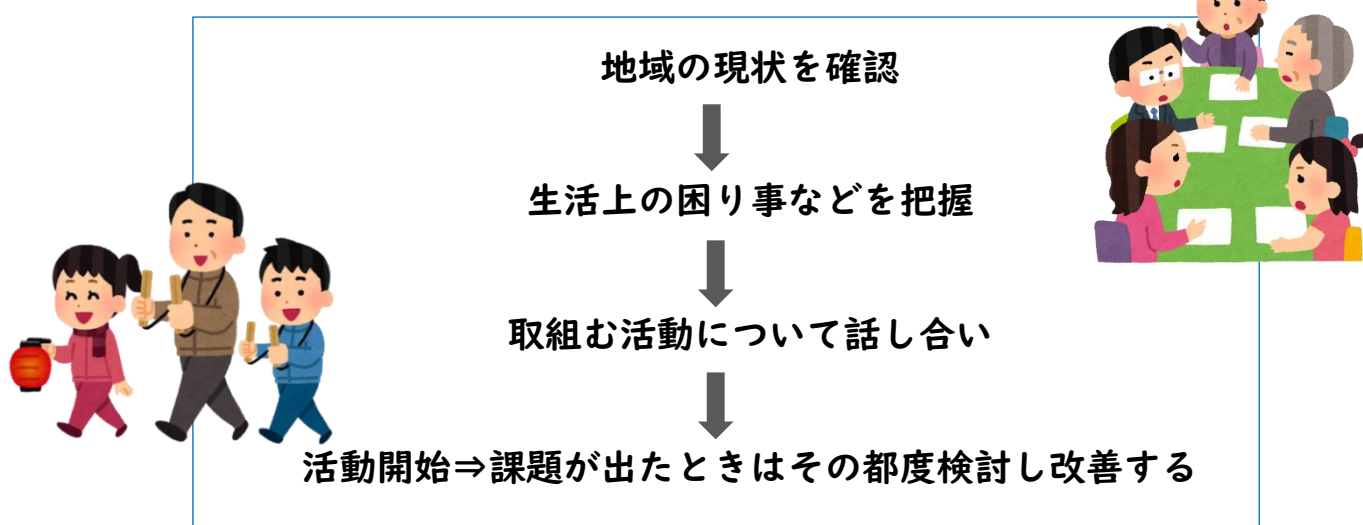 地域の現状を確認
生活上の困り事などを把握
取組む活動について話し合い
活動開始⇒課題が出たときはその都度検討し改善する